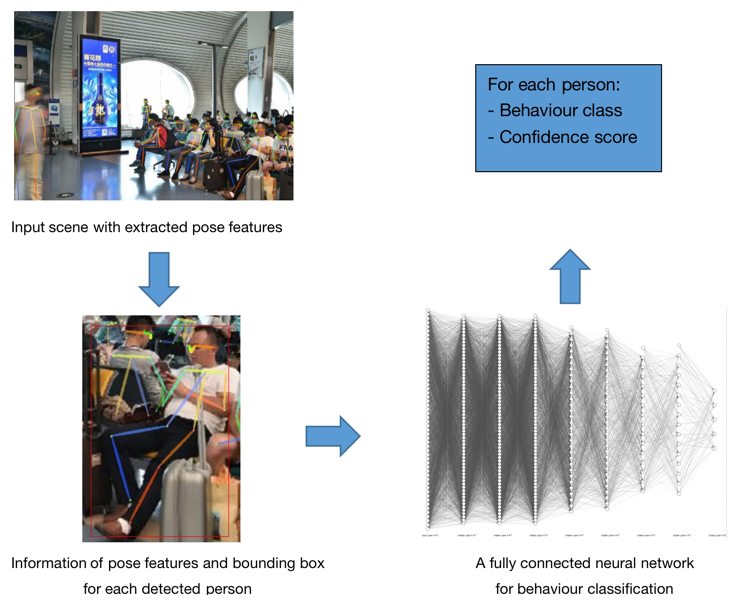 For each person:
- Behaviour class
- Confidence score
Input scene with extracted pose features
Information of pose features and bounding box
for each detected person
A fully connected neural network
for behaviour classification